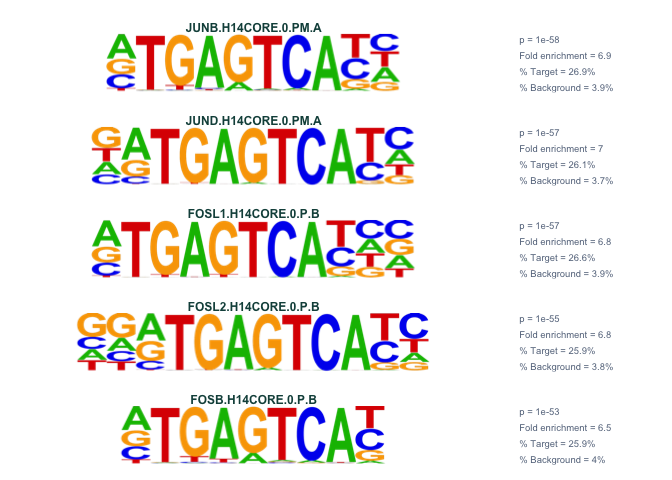 JUNB.H14CORE.0.PM.A
p = 1e-58
Fold enrichment = 6.9
% Target = 26.9%
% Background = 3.9%
JUND.H14CORE.0.PM.A
p = 1e-57
Fold enrichment = 7
% Target = 26.1%
% Background = 3.7%
FOSL1.H14CORE.0.P.B
p = 1e-57
Fold enrichment = 6.8
% Target = 26.6%
% Background = 3.9%
FOSL2.H14CORE.0.P.B
p = 1e-55
Fold enrichment = 6.8
% Target = 25.9%
% Background = 3.8%
FOSB.H14CORE.0.P.B
p = 1e-53
Fold enrichment = 6.5
% Target = 25.9%
% Background = 4%